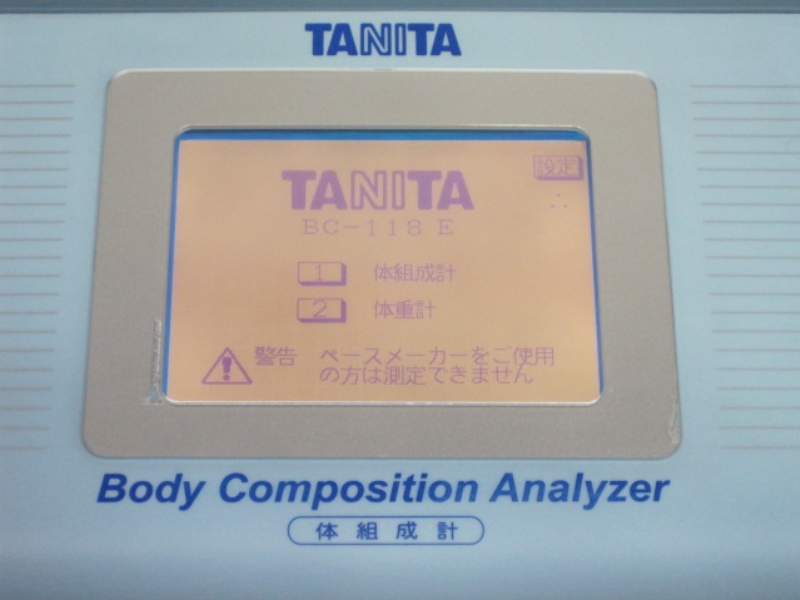 TANITA
設定
TANITA
BC-118E
1 体組成計
2 体重計
警告 ペースメーカーをご使用
の方は測定できません
Body Composition Analyzer
体組成計